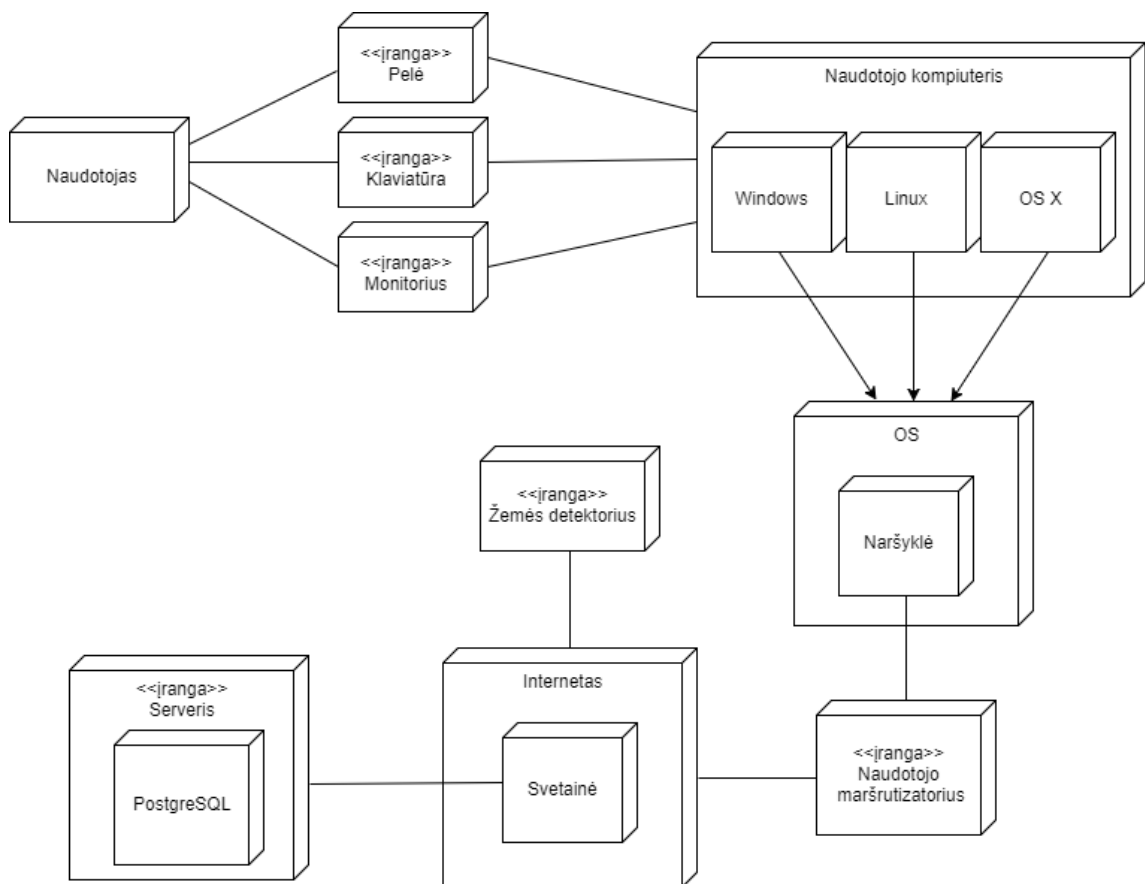 <<įranga>>
Pelė
Naudotojo kompiuteris
Naudotojas
<<įranga>>
Klaviatūra
Windows
Linux
OS X
<<įranga>>
Monitorius
OS
Naršyklė
<<įranga>>
Žemės detektorius
<<įranga>>
Serveris
PostgreSQL
Internetas
Svetainė
<<įranga>>
Naudotojo
maršrutizatorius